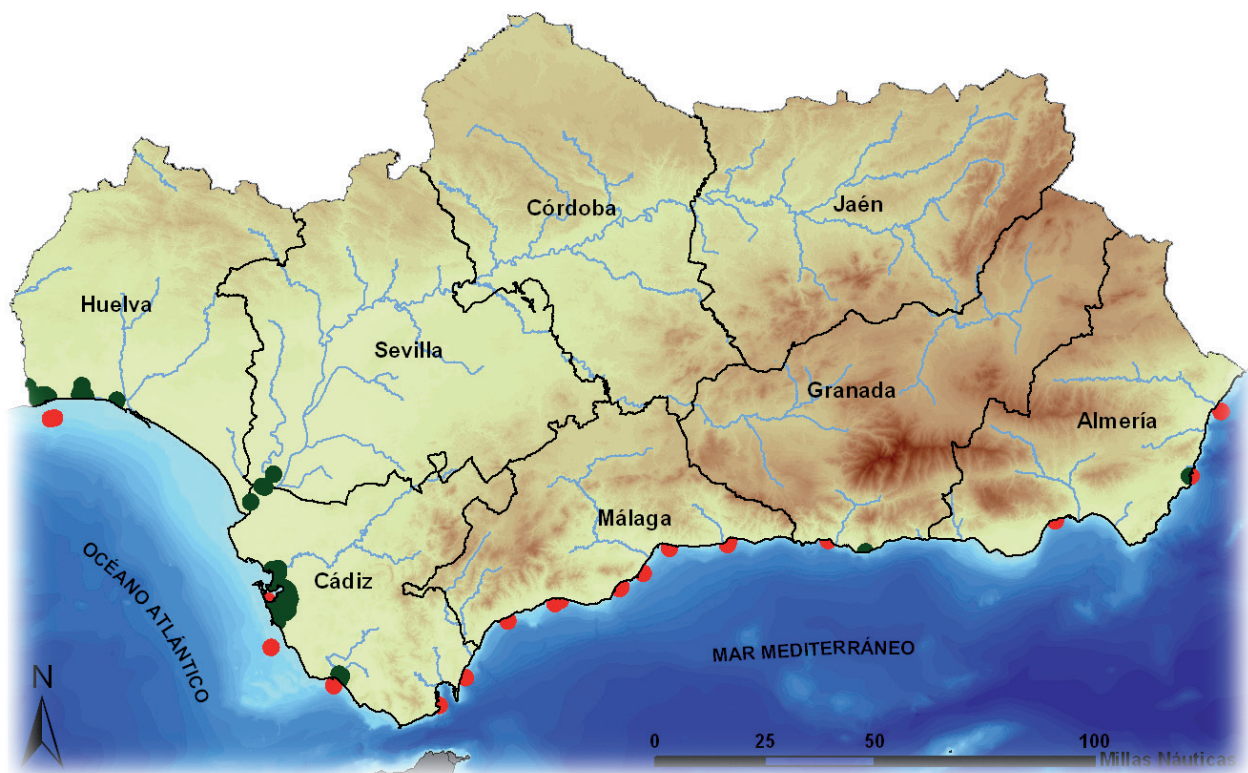 Córdoba
Jaén
Huelva
Sevilla
Granada
Almería
Málaga
Cádiz
OCÉANO ATLÁNTICO
MAR MEDITERRÁNEO
N
0 25 50 100
Millas Náuticas